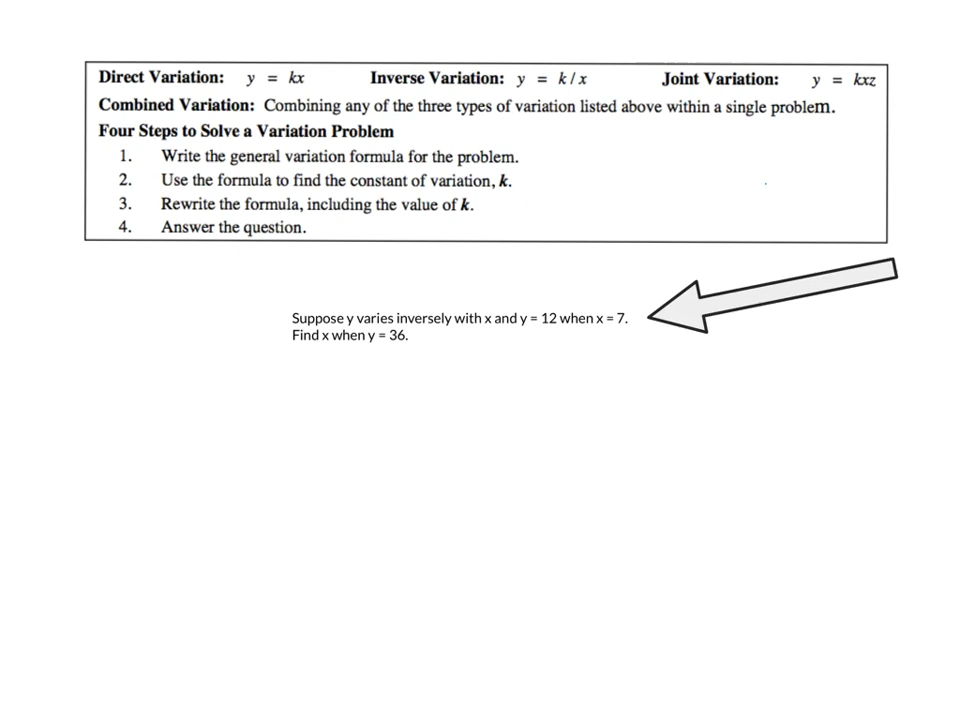 Direct Variation: y = kx Inverse Variation: y = k / x Joint Variation: y = kxz
Combined Variation: Combining any of the three types of variation listed above within a single problem.
Four Steps to Solve a Variation Problem
1. Write the general variation formula for the problem.
2. Use the formula to find the constant of variation, k.
3. Rewrite the formula, including the value of k.
4. Answer the question.
Suppose y varies inversely with x and y = 12 when x = 7.
Find x when y = 36.